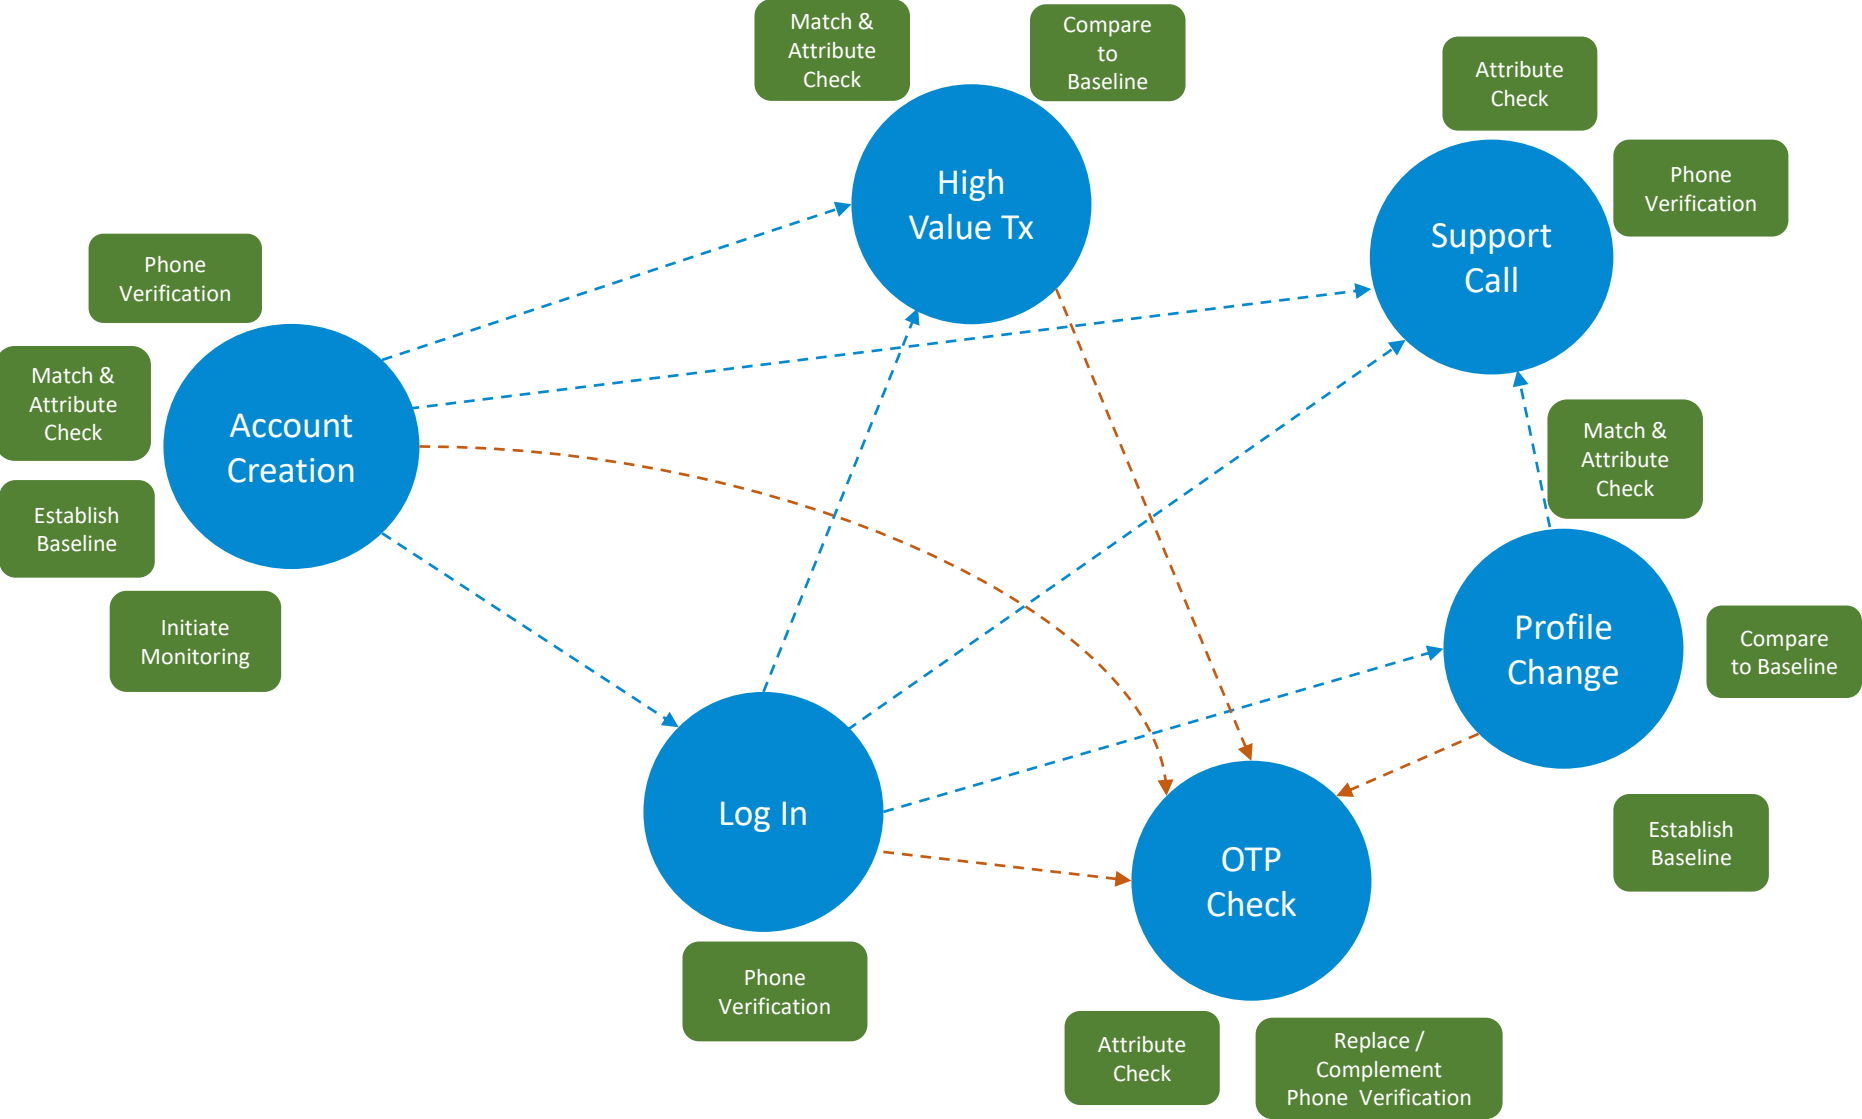 Match &
Attribute
Check
Compare
to
Baseline
Attribute
Check
High
Value Tx
Phone
Verification
Support
Call
Phone
Verification
Match &
Attribute
Check
Account
Creation
Establish
Baseline
Initiate
Monitoring
Match &
Attribute
Check
Profile
Change
Compare
to Baseline
Log In
OTP
Check
Establish
Baseline
Phone
Verification
Attribute
Check
Replace /
Complement
Phone Verification